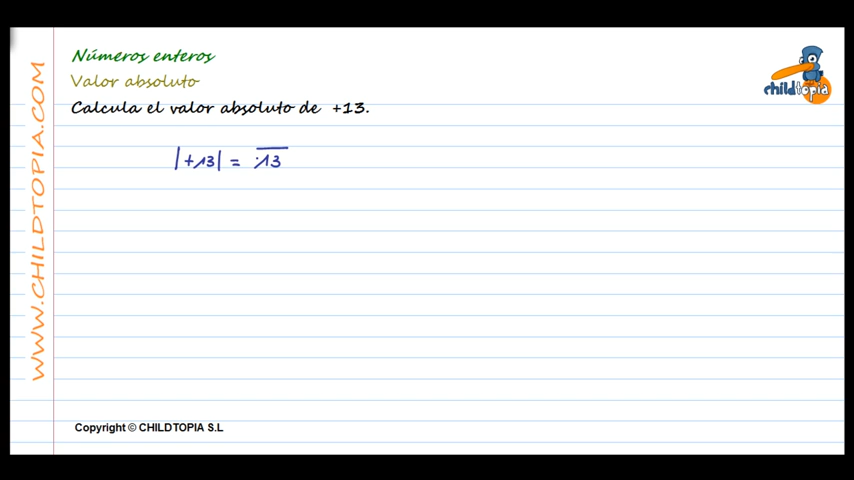 Números enteros
Valor absoluto
Calcula el valor absoluto de +13.
|+13| = 13
WWW.CHILDTOPIA.COM
childtopia
Copyright © CHILDTOPIA S.L